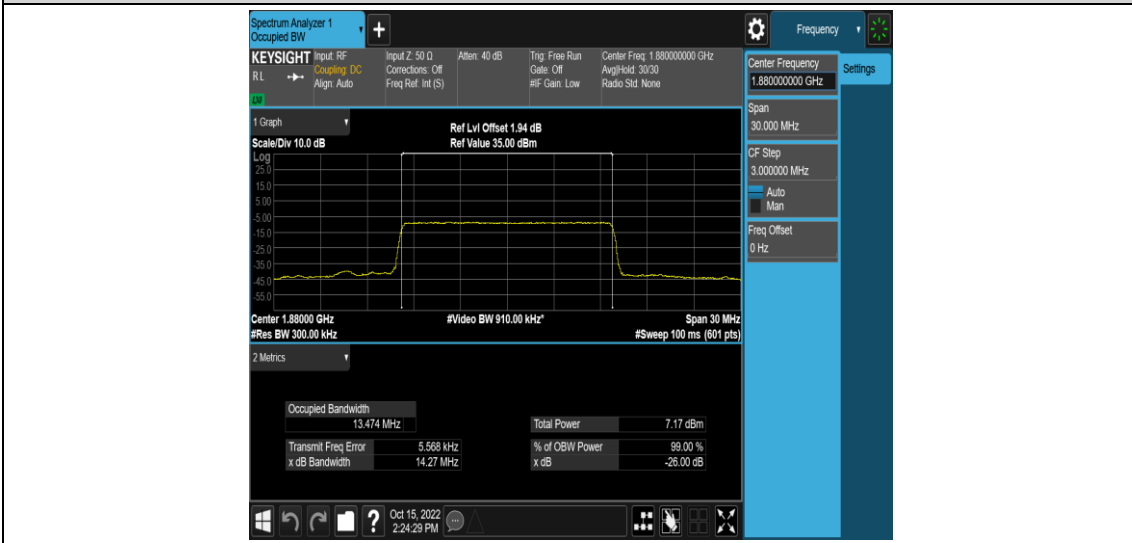 Spectrum Analyzer 1
Occupied BW
Frequency
KEYSIGHT Input: RF Input Z: 50 Ω Atten: 40 dB Trig: Free Run Center Freq: 1.880000000 GHz
Coupling: DC Corrections: Off Gate: Off Avg|Hold: 30/30
R L Align: Auto Freq Ref: Int (S) #IF Gain: Low Radio Std: None
LXI
Center Frequency
1.880000000 GHz
Settings
Span
30.000 MHz
CF Step
3.000000 MHz
Auto
Man
Freq Offset
0 Hz
1 Graph
Ref Lvl Offset 1.94 dB
Scale/Div 10.0 dB Ref Value 35.00 dBm
Log
25.0
15.0
5.00
-5.00
-15.0
-25.0
-35.0
-45.0
-55.0
Center 1.88000 GHz #Video BW 910.00 kHz* Span 30 MHz
#Res BW 300.00 kHz #Sweep 100 ms (601 pts)
2 Metrics
Occupied Bandwidth
13.474 MHz Total Power 7.17 dBm
Transmit Freq Error 5.568 kHz % of OBW Power 99.00 %
x dB Bandwidth 14.27 MHz x dB -26.00 dB
? Oct 15, 2022
2:24:29 PM